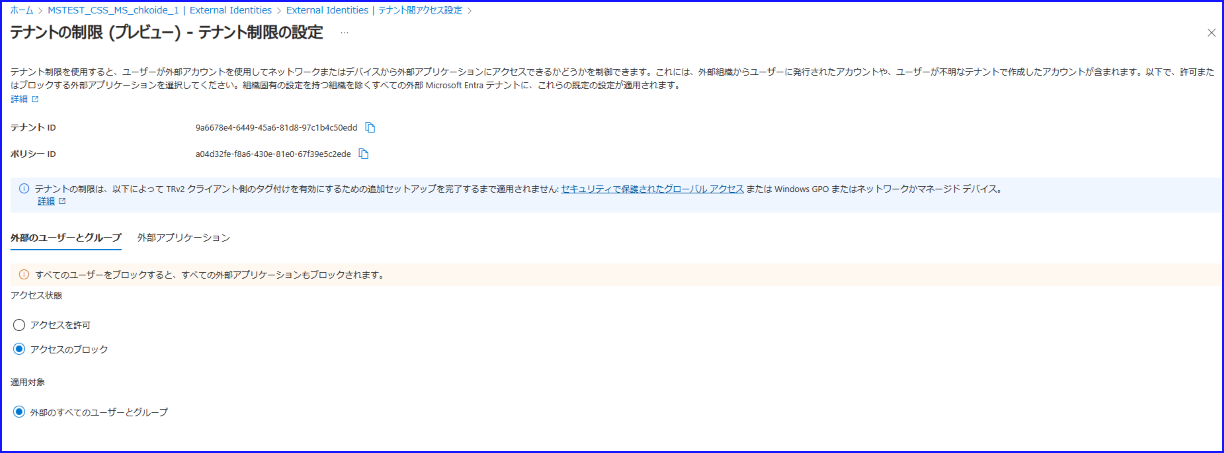 ホーム > MSTEST_CSS_MS_chkoide_1 | External Identities > External Identities | テナント間アクセス設定 >
テナントの制限 (プレビュー) - テナント制限の設定 …
テナント制限を使用すると、ユーザーが外部アカウントを使用してネットワークまたはデバイスから外部アプリケーションにアクセスできるかどうかを制御できます。これには、外部組織からユーザーに発行されたアカウントや、ユーザーが不明なテナントで作成したアカウントが含まれます。以下で、許可また
はブロックする外部アプリケーションを選択してください。組織固有の設定を持つ組織を除くすべての外部 Microsoft Entra テナントに、これらの既定の設定が適用されます。
詳細
テナント ID 9a6678e4-6449-45a6-81d8-97c1b4c50edd
ポリシー ID a04d32fe-f8a6-430e-81e0-67f39e5c2ede
テナントの制限は、以下によって TRv2 クライアント側のタグ付けを有効にするための追加セットアップを完了するまで適用されません: セキュリティで保護されたグローバル アクセス または Windows GPO またはネットワークかマネージド デバイス。
詳細
外部のユーザーとグループ 外部アプリケーション
すべてのユーザーをブロックすると、すべての外部アプリケーションもブロックされます。
アクセス状態
アクセスを許可
アクセスのブロック
適用対象
外部のすべてのユーザーとグループ